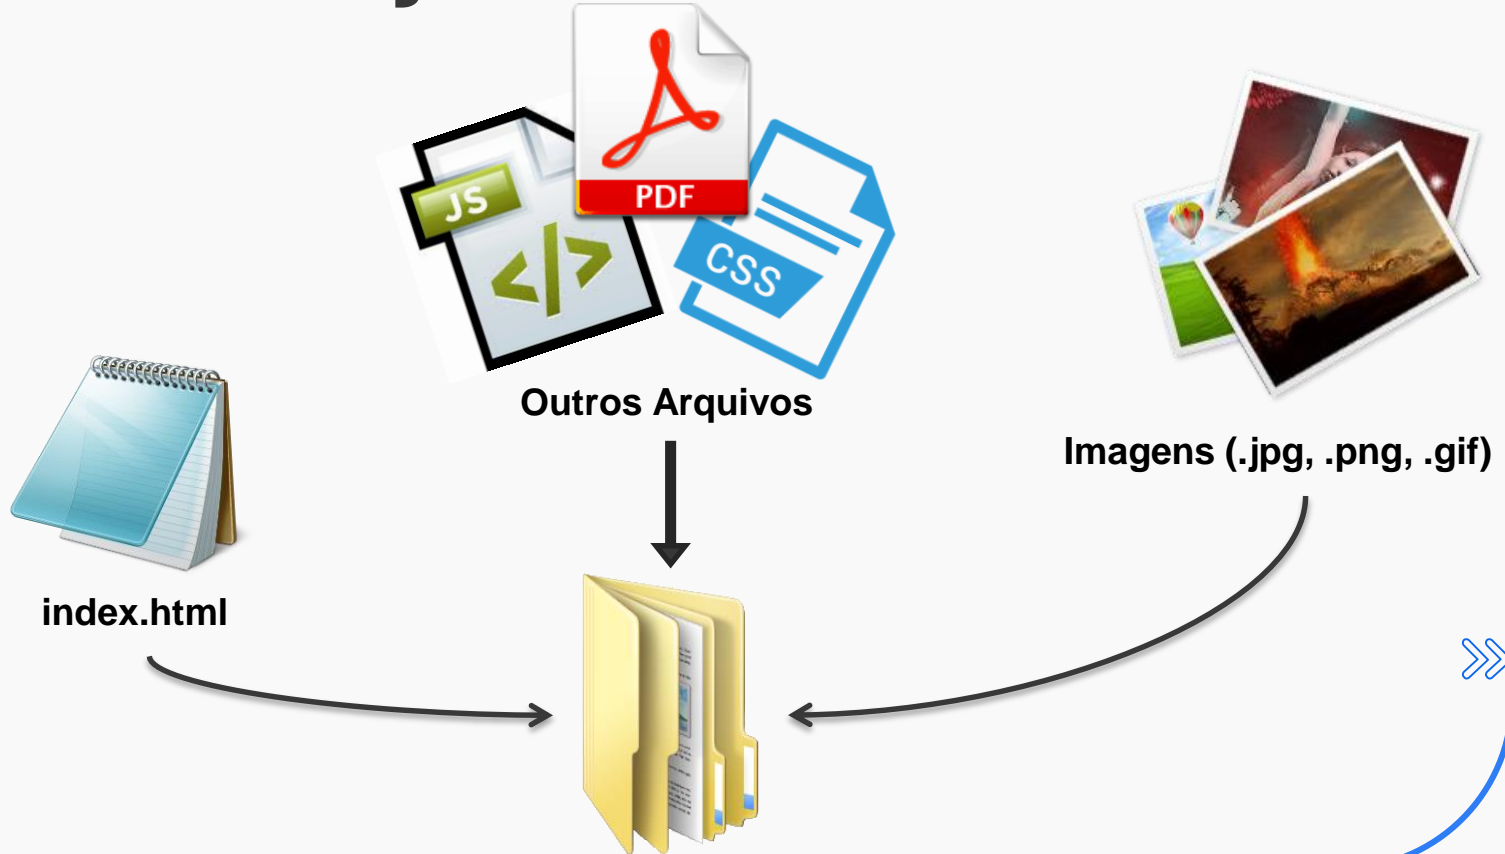 PDF
JS
</>
CSS
Outros Arquivos
Imagens (.jpg, .png, .gif)
index.html